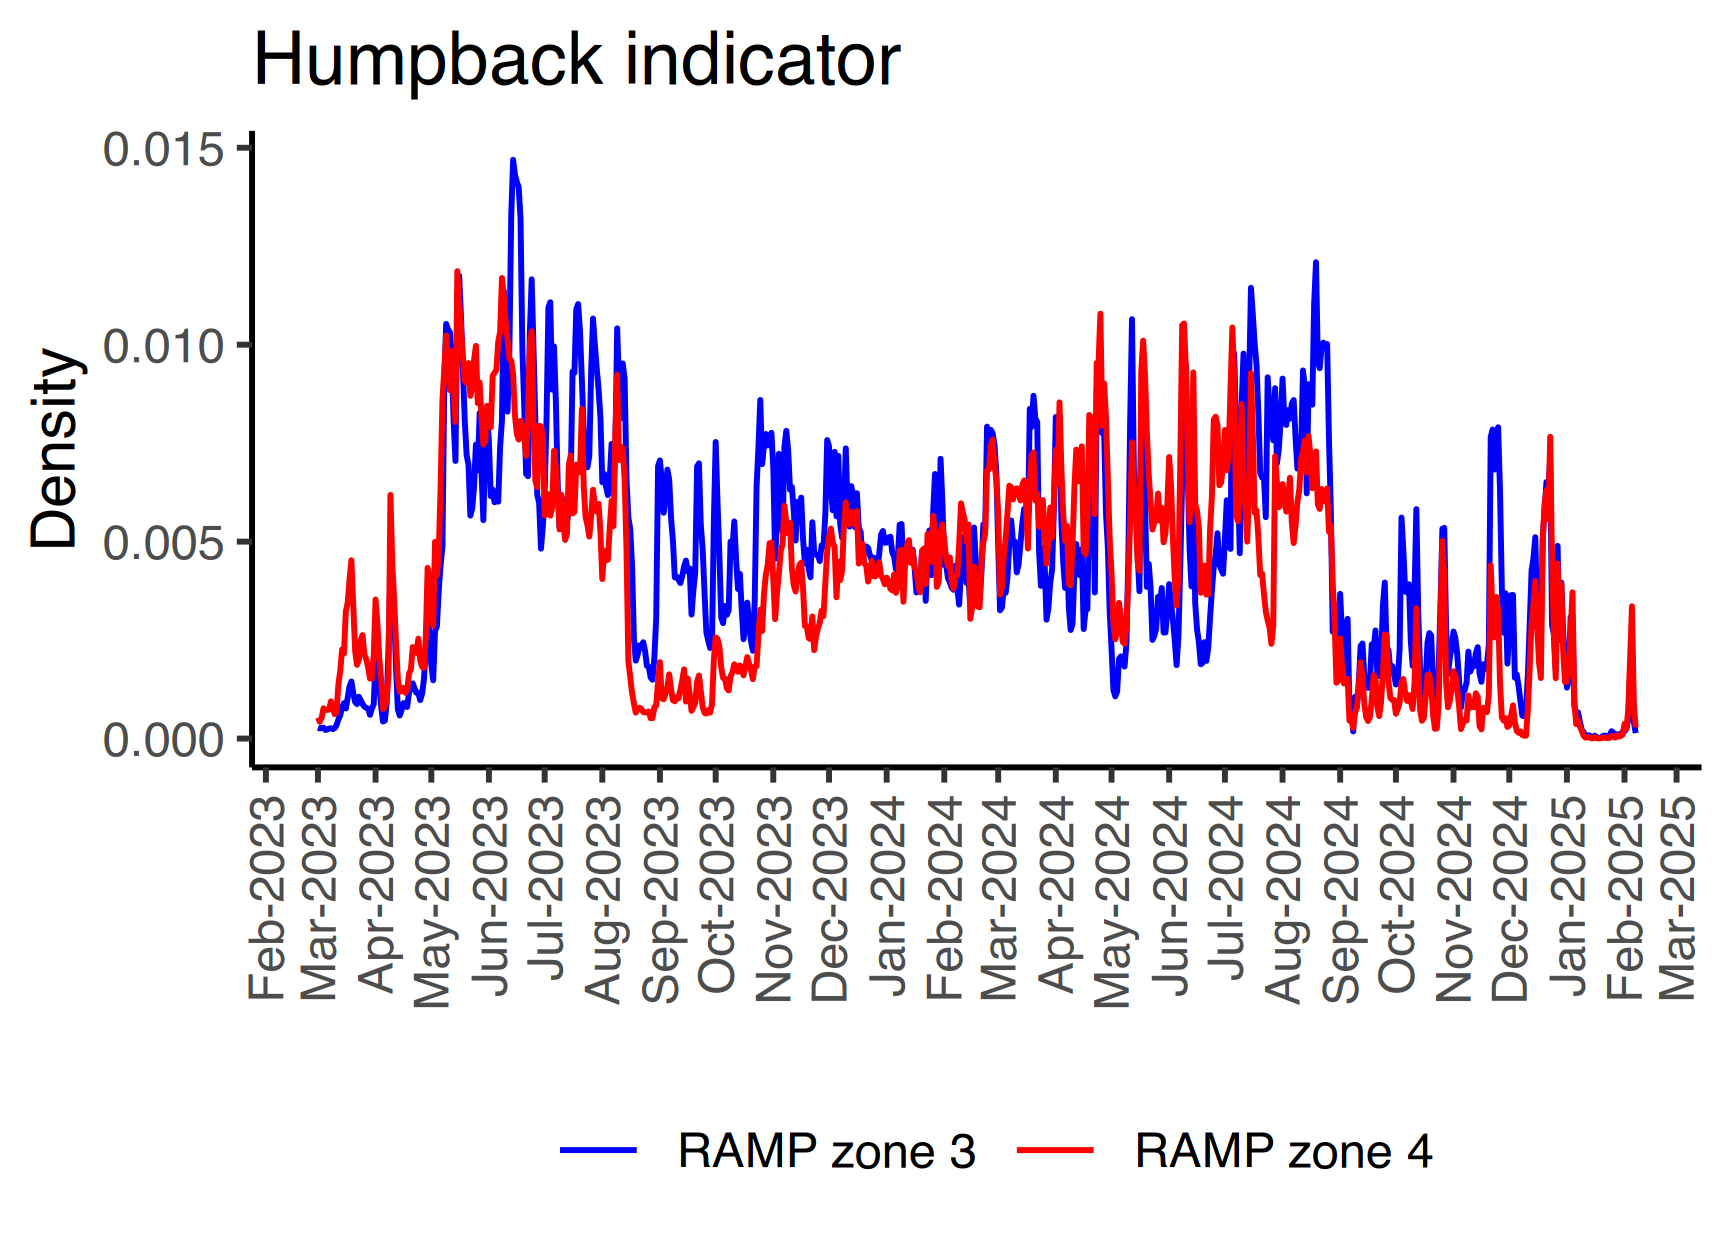 Humpback indicator
Density
0.015
0.010
0.005
0.000
Feb-2023
Mar-2023
Apr-2023
May-2023
Jun-2023
Jul-2023
Aug-2023
Sep-2023
Oct-2023
Nov-2023
Dec-2023
Jan-2024
Feb-2024
Mar-2024
Apr-2024
May-2024
Jun-2024
Jul-2024
Aug-2024
Sep-2024
Oct-2024
Nov-2024
Dec-2024
Jan-2025
Feb-2025
Mar-2025
RAMP zone 3
RAMP zone 4